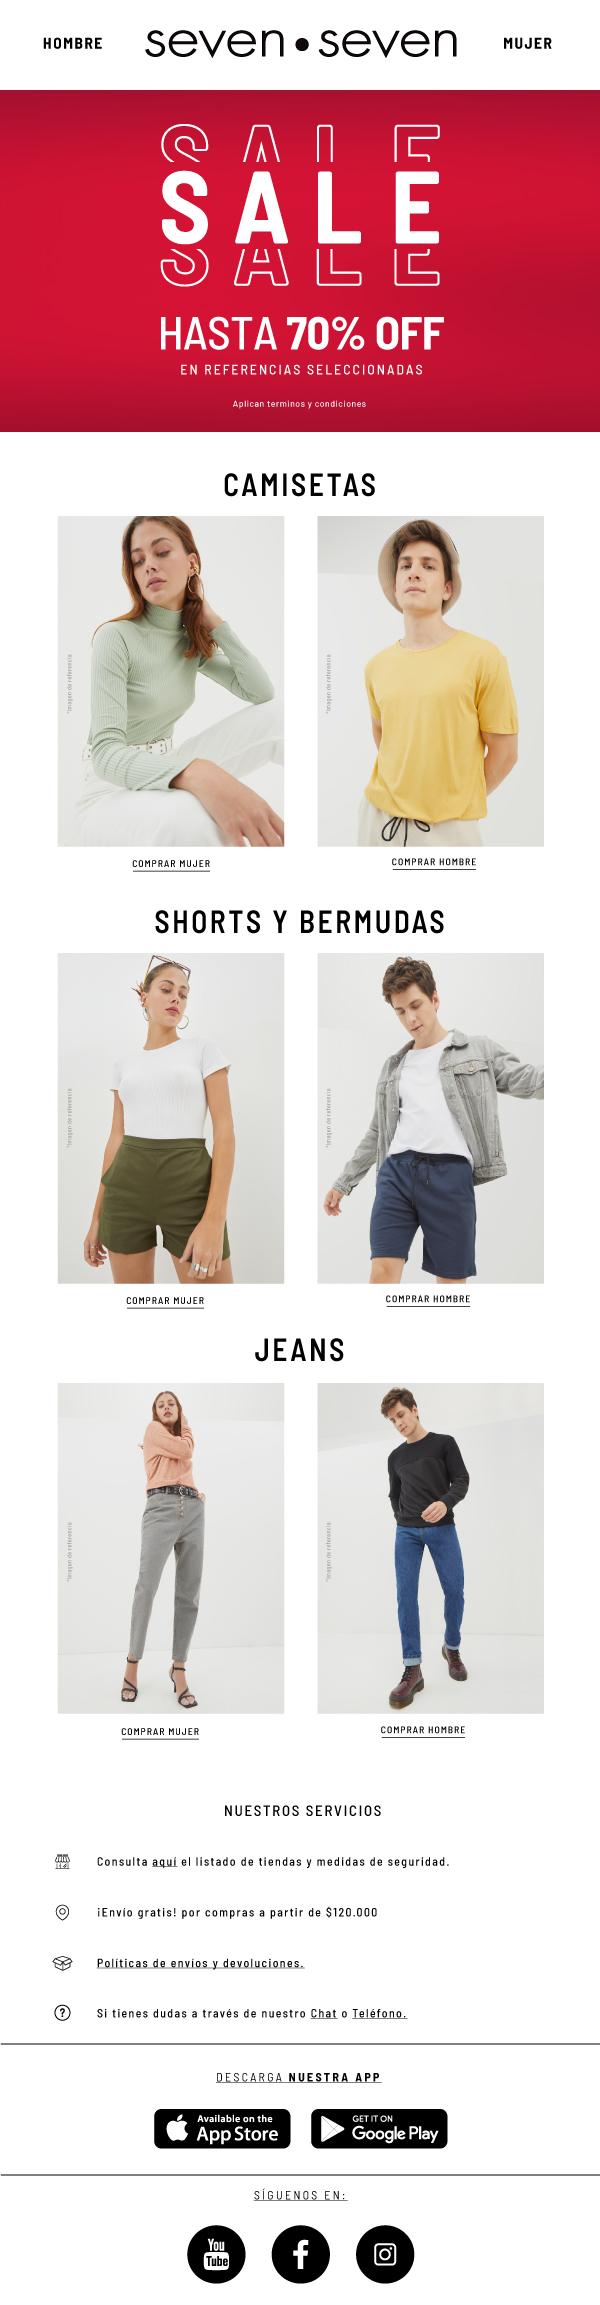 HOMBRE
seven•seven
MUJER
SALE
SALE
SALE
HASTA 70% OFF
EN REFERENCIAS SELECCIONADAS
Aplican terminos y condiciones
CAMISETAS
*Imagen de referencia
*Imagen de referencia
COMPRAR MUJER
COMPRAR HOMBRE
SHORTS Y BERMUDAS
*Imagen de referencia
*Imagen de referencia
COMPRAR MUJER
COMPRAR HOMBRE
JEANS
*Imagen de referencia
*Imagen de referencia
COMPRAR MUJER
COMPRAR HOMBRE
NUESTROS SERVICIOS
Consulta aquí el listado de tiendas y medidas de seguridad.
¡Envío gratis! por compras a partir de $120.000
Políticas de envíos y devoluciones.
Si tienes dudas a través de nuestro Chat o Teléfono.
DESCARGA NUESTRA APP
Available on the
App Store
GET IT ON
Google Play
SÍGUENOS EN:
You
Tube